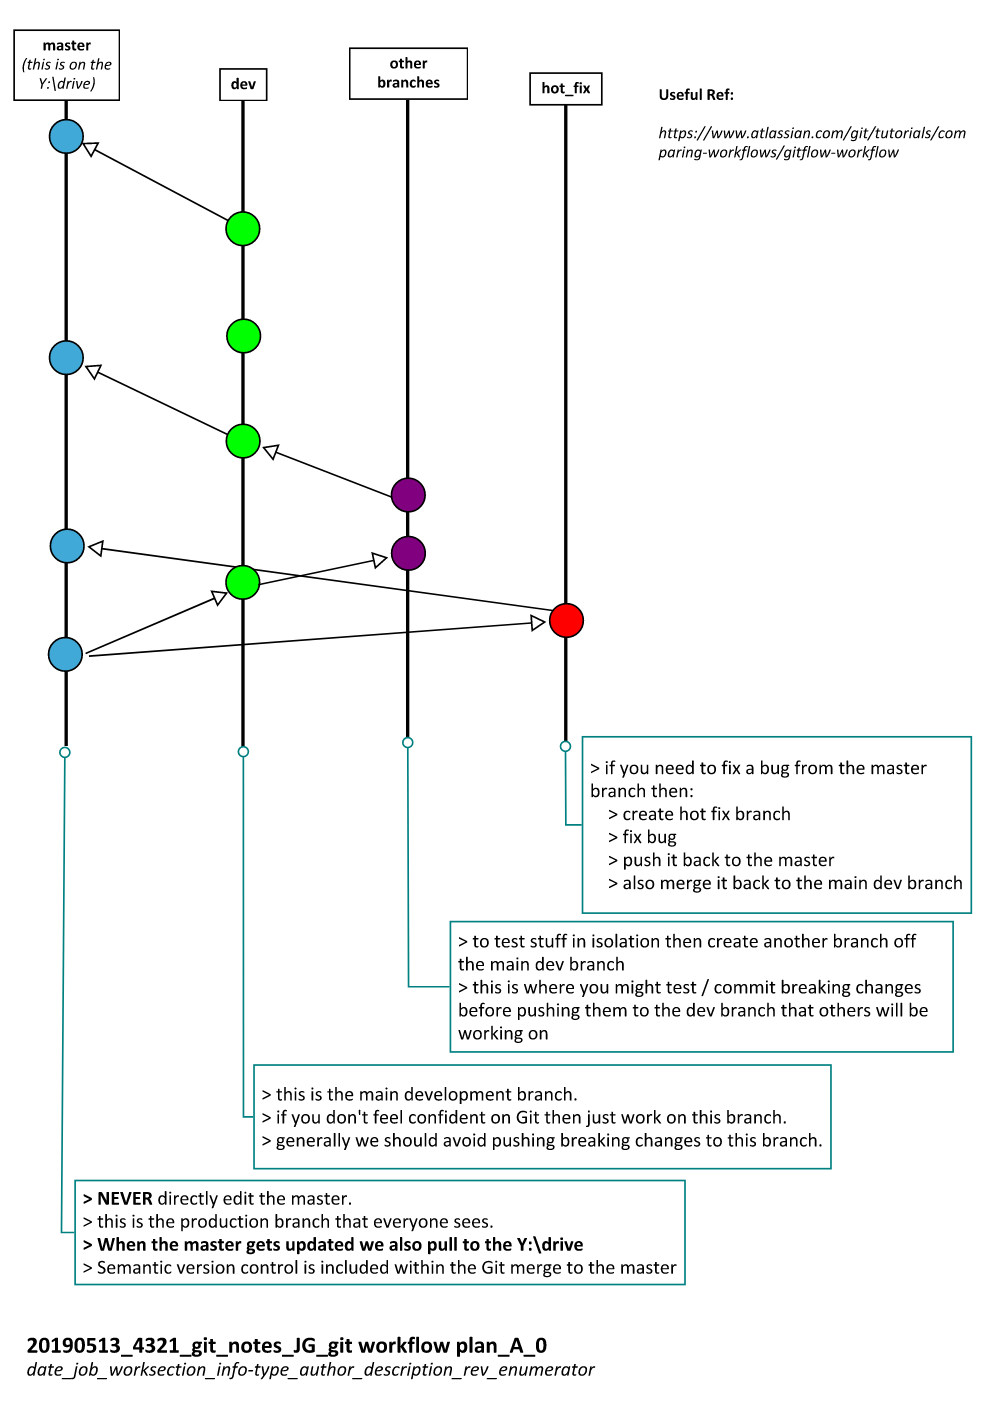 master
(this is on the
Y:\drive)
dev
other
branches
hot_fix
Useful Ref:
https://www.atlassian.com/git/tutorials/com
paring-workflows/gitflow-workflow
> if you need to fix a bug from the master
branch then:
> create hot fix branch
> fix bug
> push it back to the master
> also merge it back to the main dev branch
> to test stuff in isolation then create another branch off
the main dev branch
> this is where you might test / commit breaking changes
before pushing them to the dev branch that others will be
working on
> this is the main development branch.
> if you don't feel confident on Git then just work on this branch.
> generally we should avoid pushing breaking changes to this branch.
> NEVER directly edit the master.
> this is the production branch that everyone sees.
> When the master gets updated we also pull to the Y:\drive
> Semantic version control is included within the Git merge to the master
20190513_4321_git_notes_JG_git workflow plan_A_0
date_job_worksection_info-type_author_description_rev_enumerator